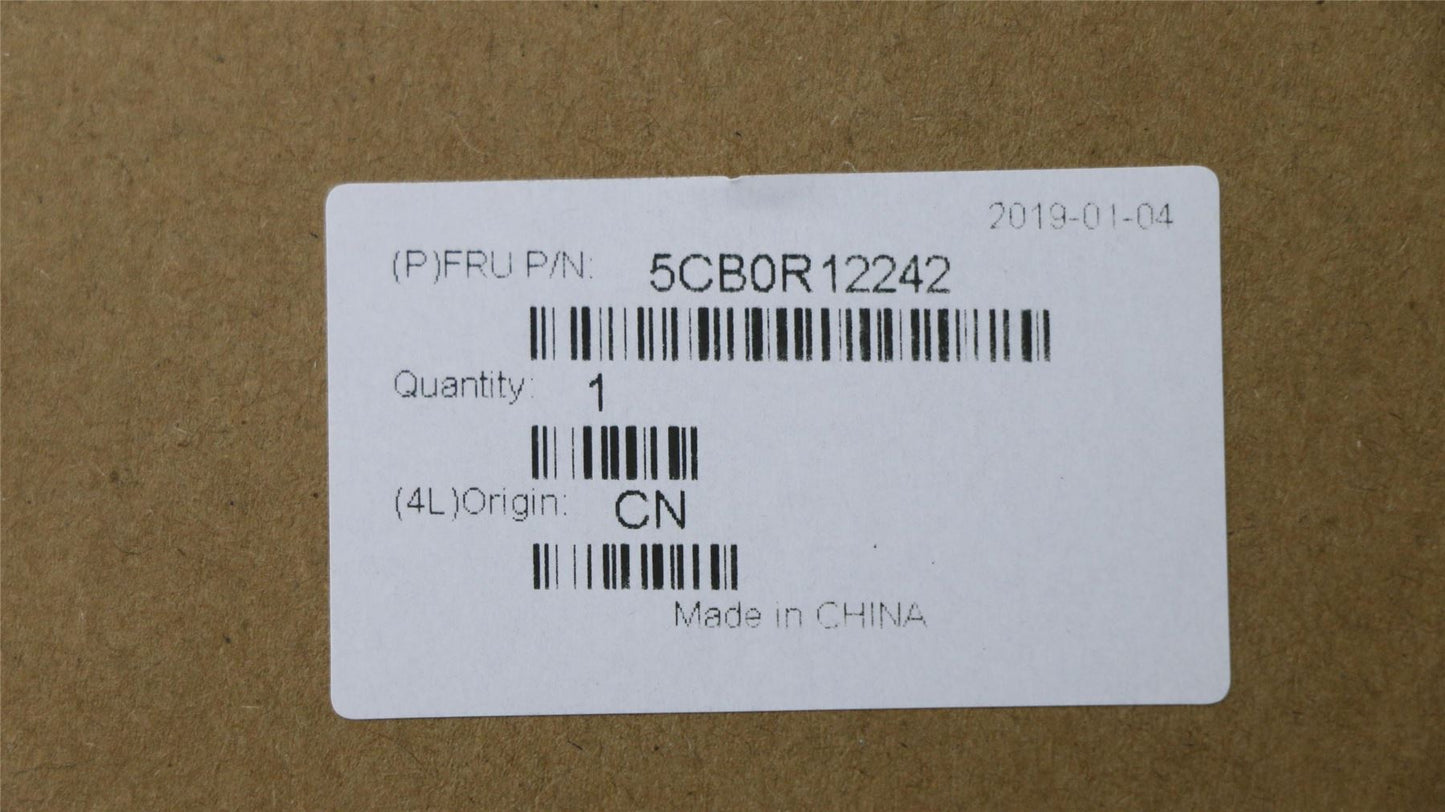 2019-01-04
(P)FRU P/N: 5CB0R12242
Quantity: 1
(4L)Origin: CN
Made in CHINA